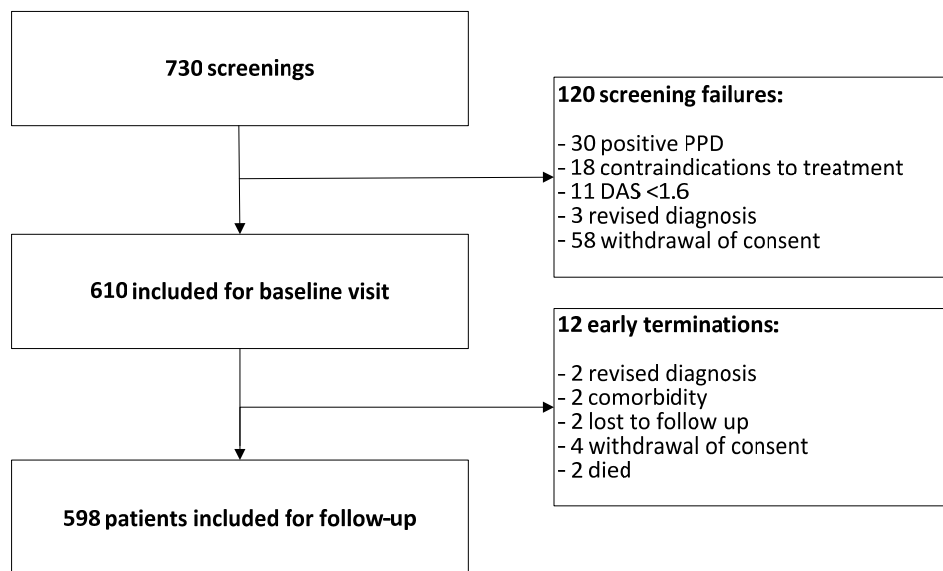 730 screenings
120 screening failures:
- 30 positive PPD
- 18 contraindications to treatment
- 11 DAS <1.6
- 3 revised diagnosis
- 58 withdrawal of consent
610 included for baseline visit
12 early terminations:
- 2 revised diagnosis
- 2 comorbidity
- 2 lost to follow up
- 4 withdrawal of consent
- 2 died
598 patients included for follow-up